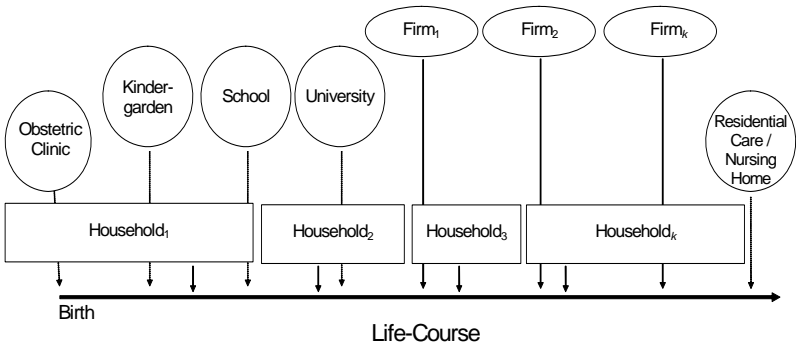 Firm₁
Firm₂
Firmₖ
Kinder-
garden
School
University
Obstetric
Clinic
Residential
Care /
Nursing
Home
Household₁
Household₂
Household₃
Householdₖ
Birth
Life-Course